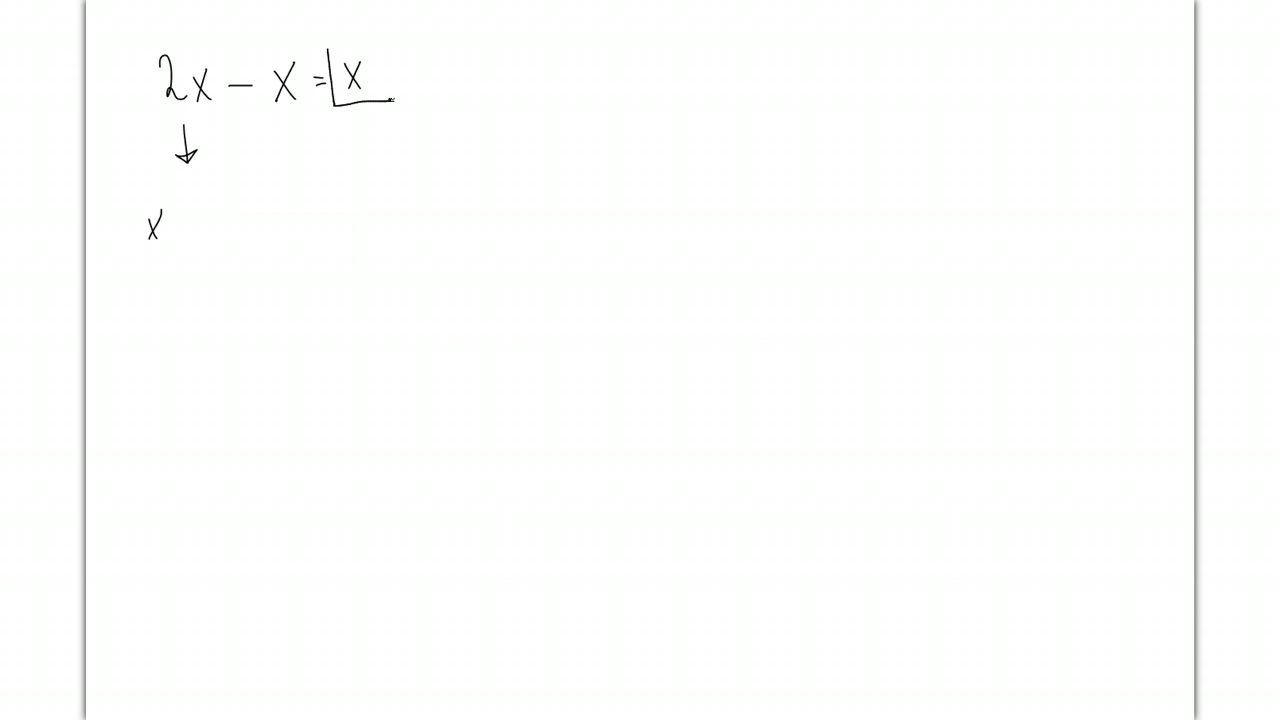 2x - x = x
↓
x